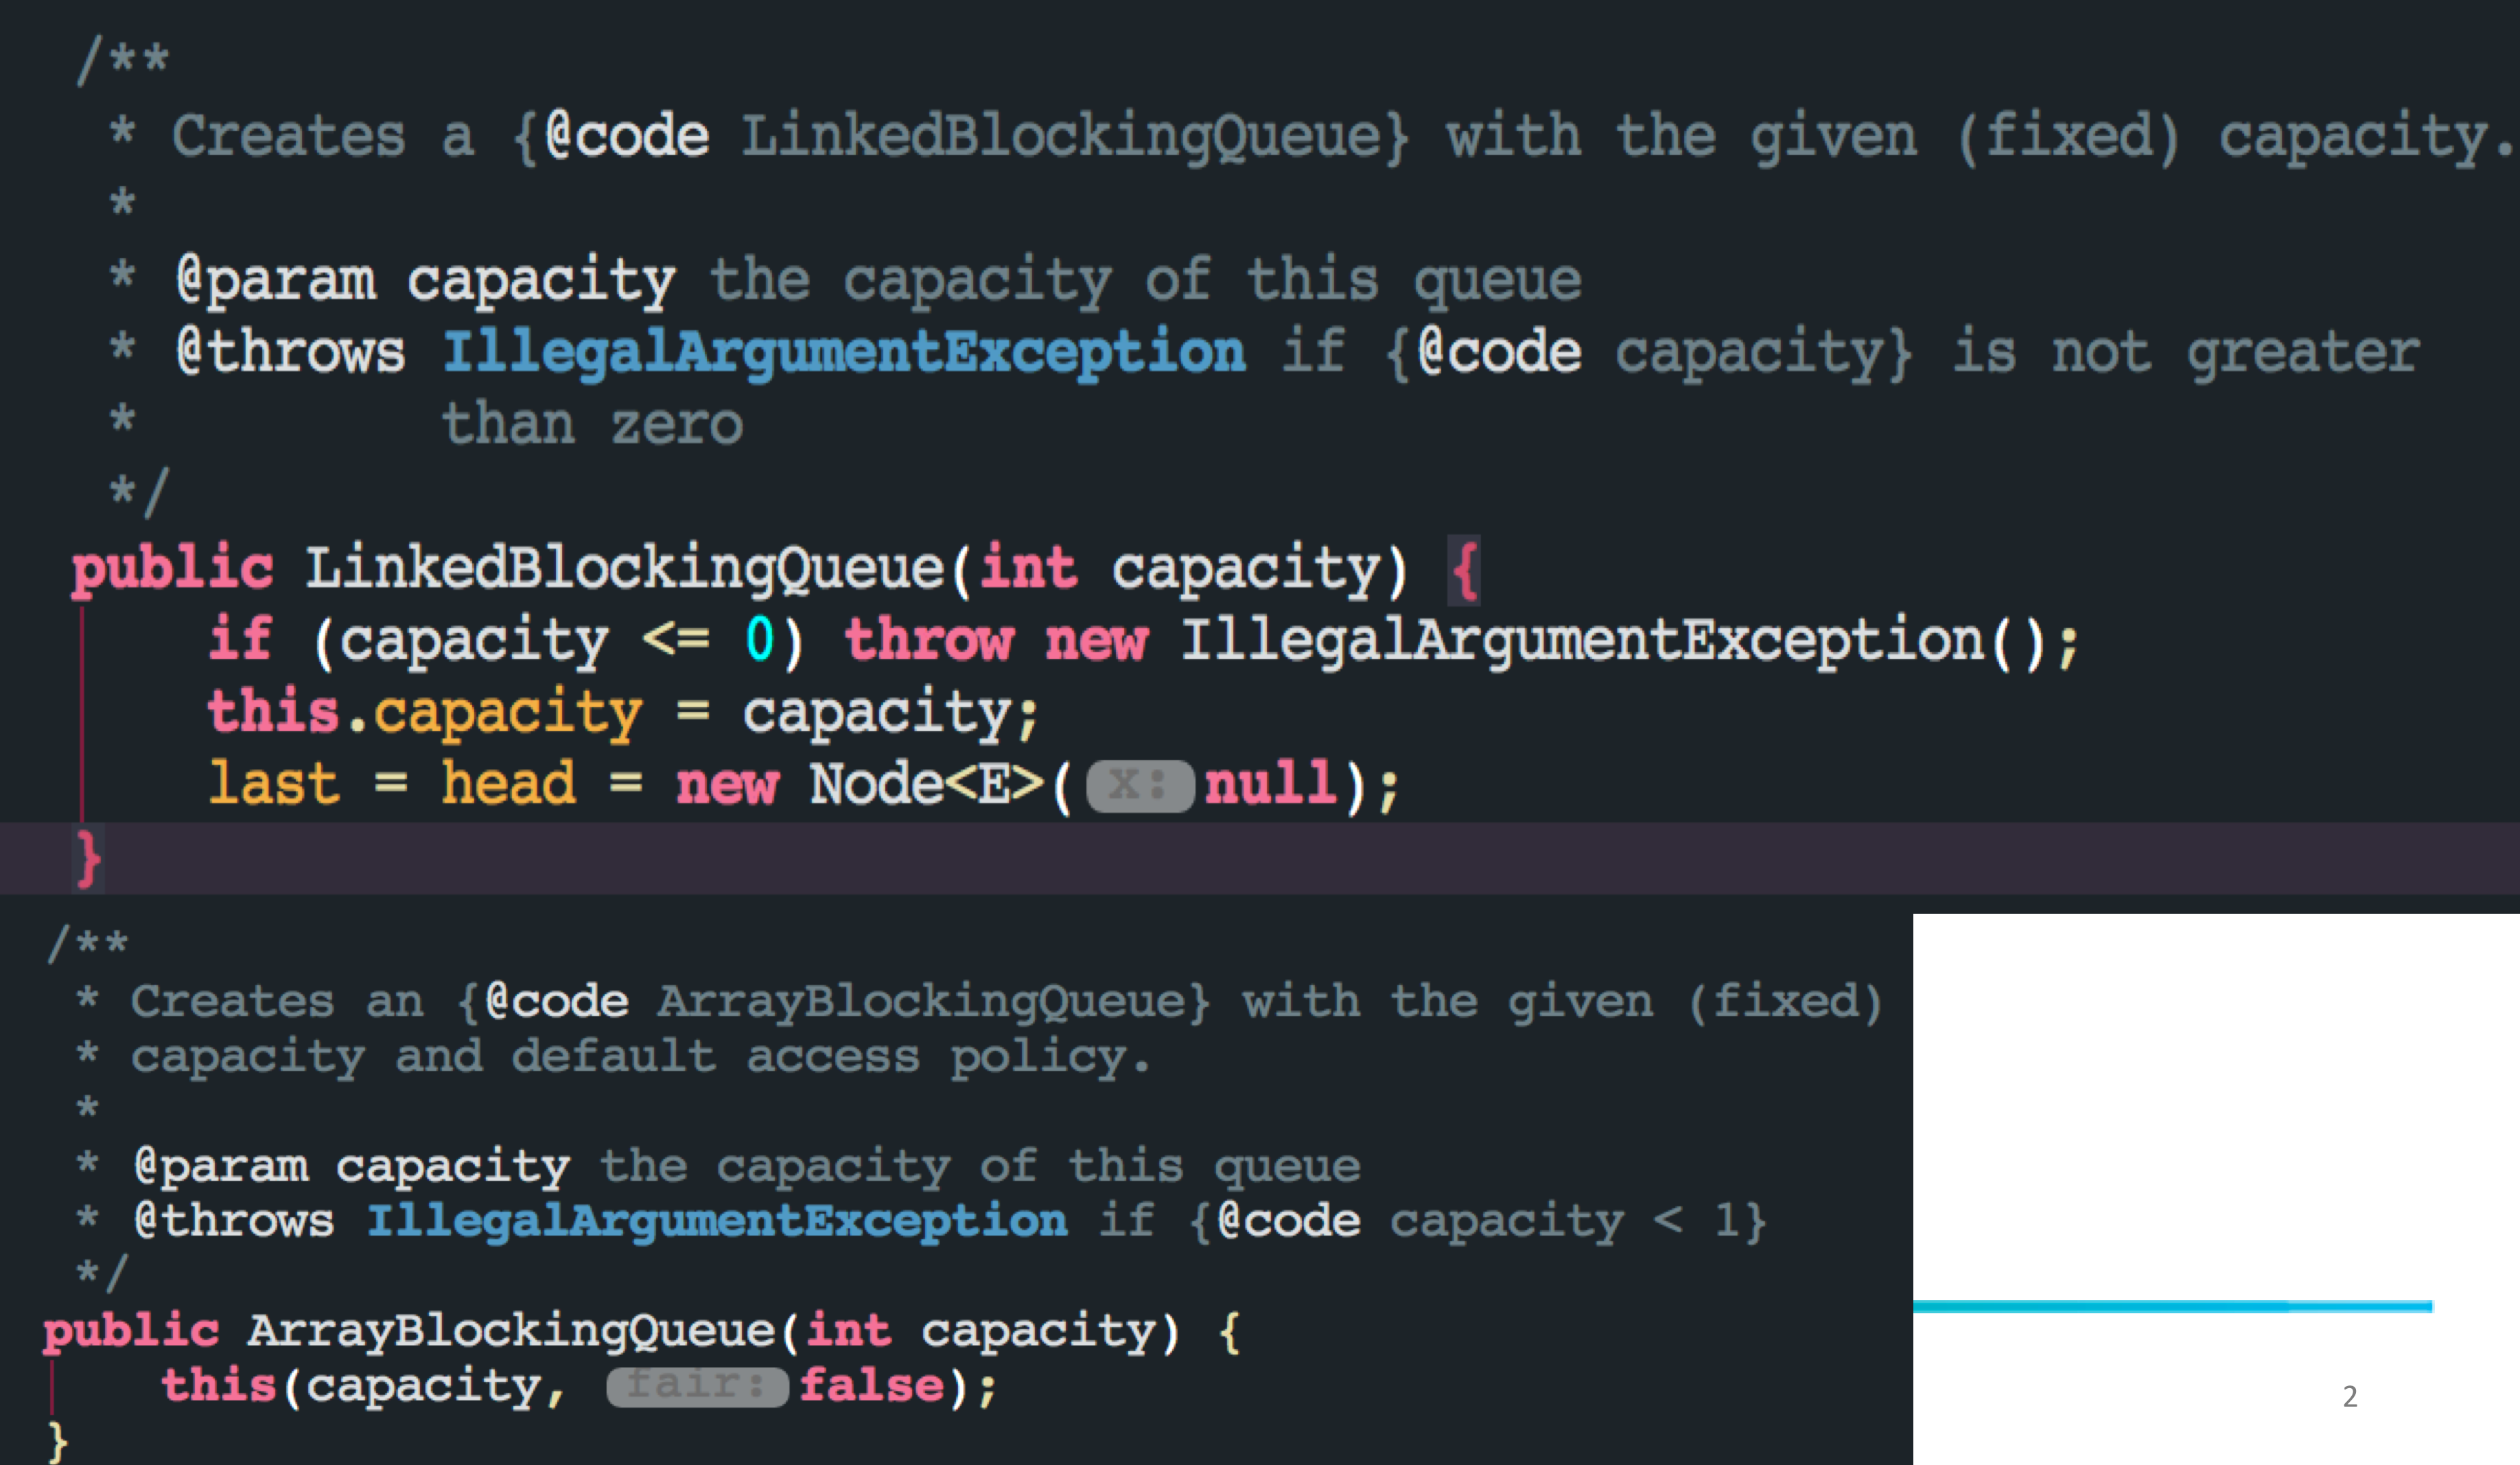 /**
 * Creates a {@code LinkedBlockingQueue} with the given (fixed) capacity.
 *
 * @param capacity the capacity of this queue
 * @throws IllegalArgumentException if {@code capacity} is not greater
 *         than zero
 */
public LinkedBlockingQueue(int capacity) {
    if (capacity <= 0) throw new IllegalArgumentException();
    this.capacity = capacity;
    last = head = new Node<E>( x: null);
}
/**
 * Creates an {@code ArrayBlockingQueue} with the given (fixed)
 * capacity and default access policy.
 *
 * @param capacity the capacity of this queue
 * @throws IllegalArgumentException if {@code capacity < 1}
 */
public ArrayBlockingQueue(int capacity) {
    this(capacity, fair: false);
}
2